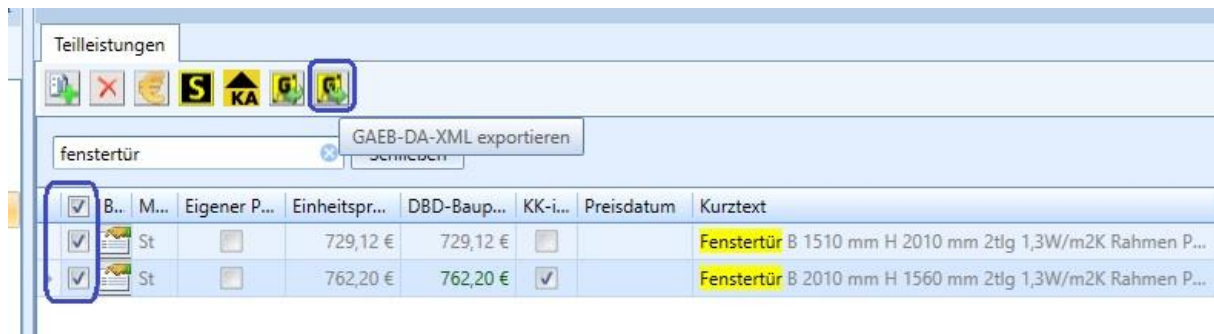 Teilleistungen
S KA G G
GAEB-DA-XML exportieren
fenstertür
B... M... Eigener P... Einheitspr... DBD-Baup... KK-i... Preisdatum Kurztext
St 729,12 € 729,12 € Fenstertür B 1510 mm H 2010 mm 2tlg 1,3W/m2K Rahmen P...
St 762,20 € 762,20 € Fenstertür B 2010 mm H 1560 mm 2tlg 1,3W/m2K Rahmen P...